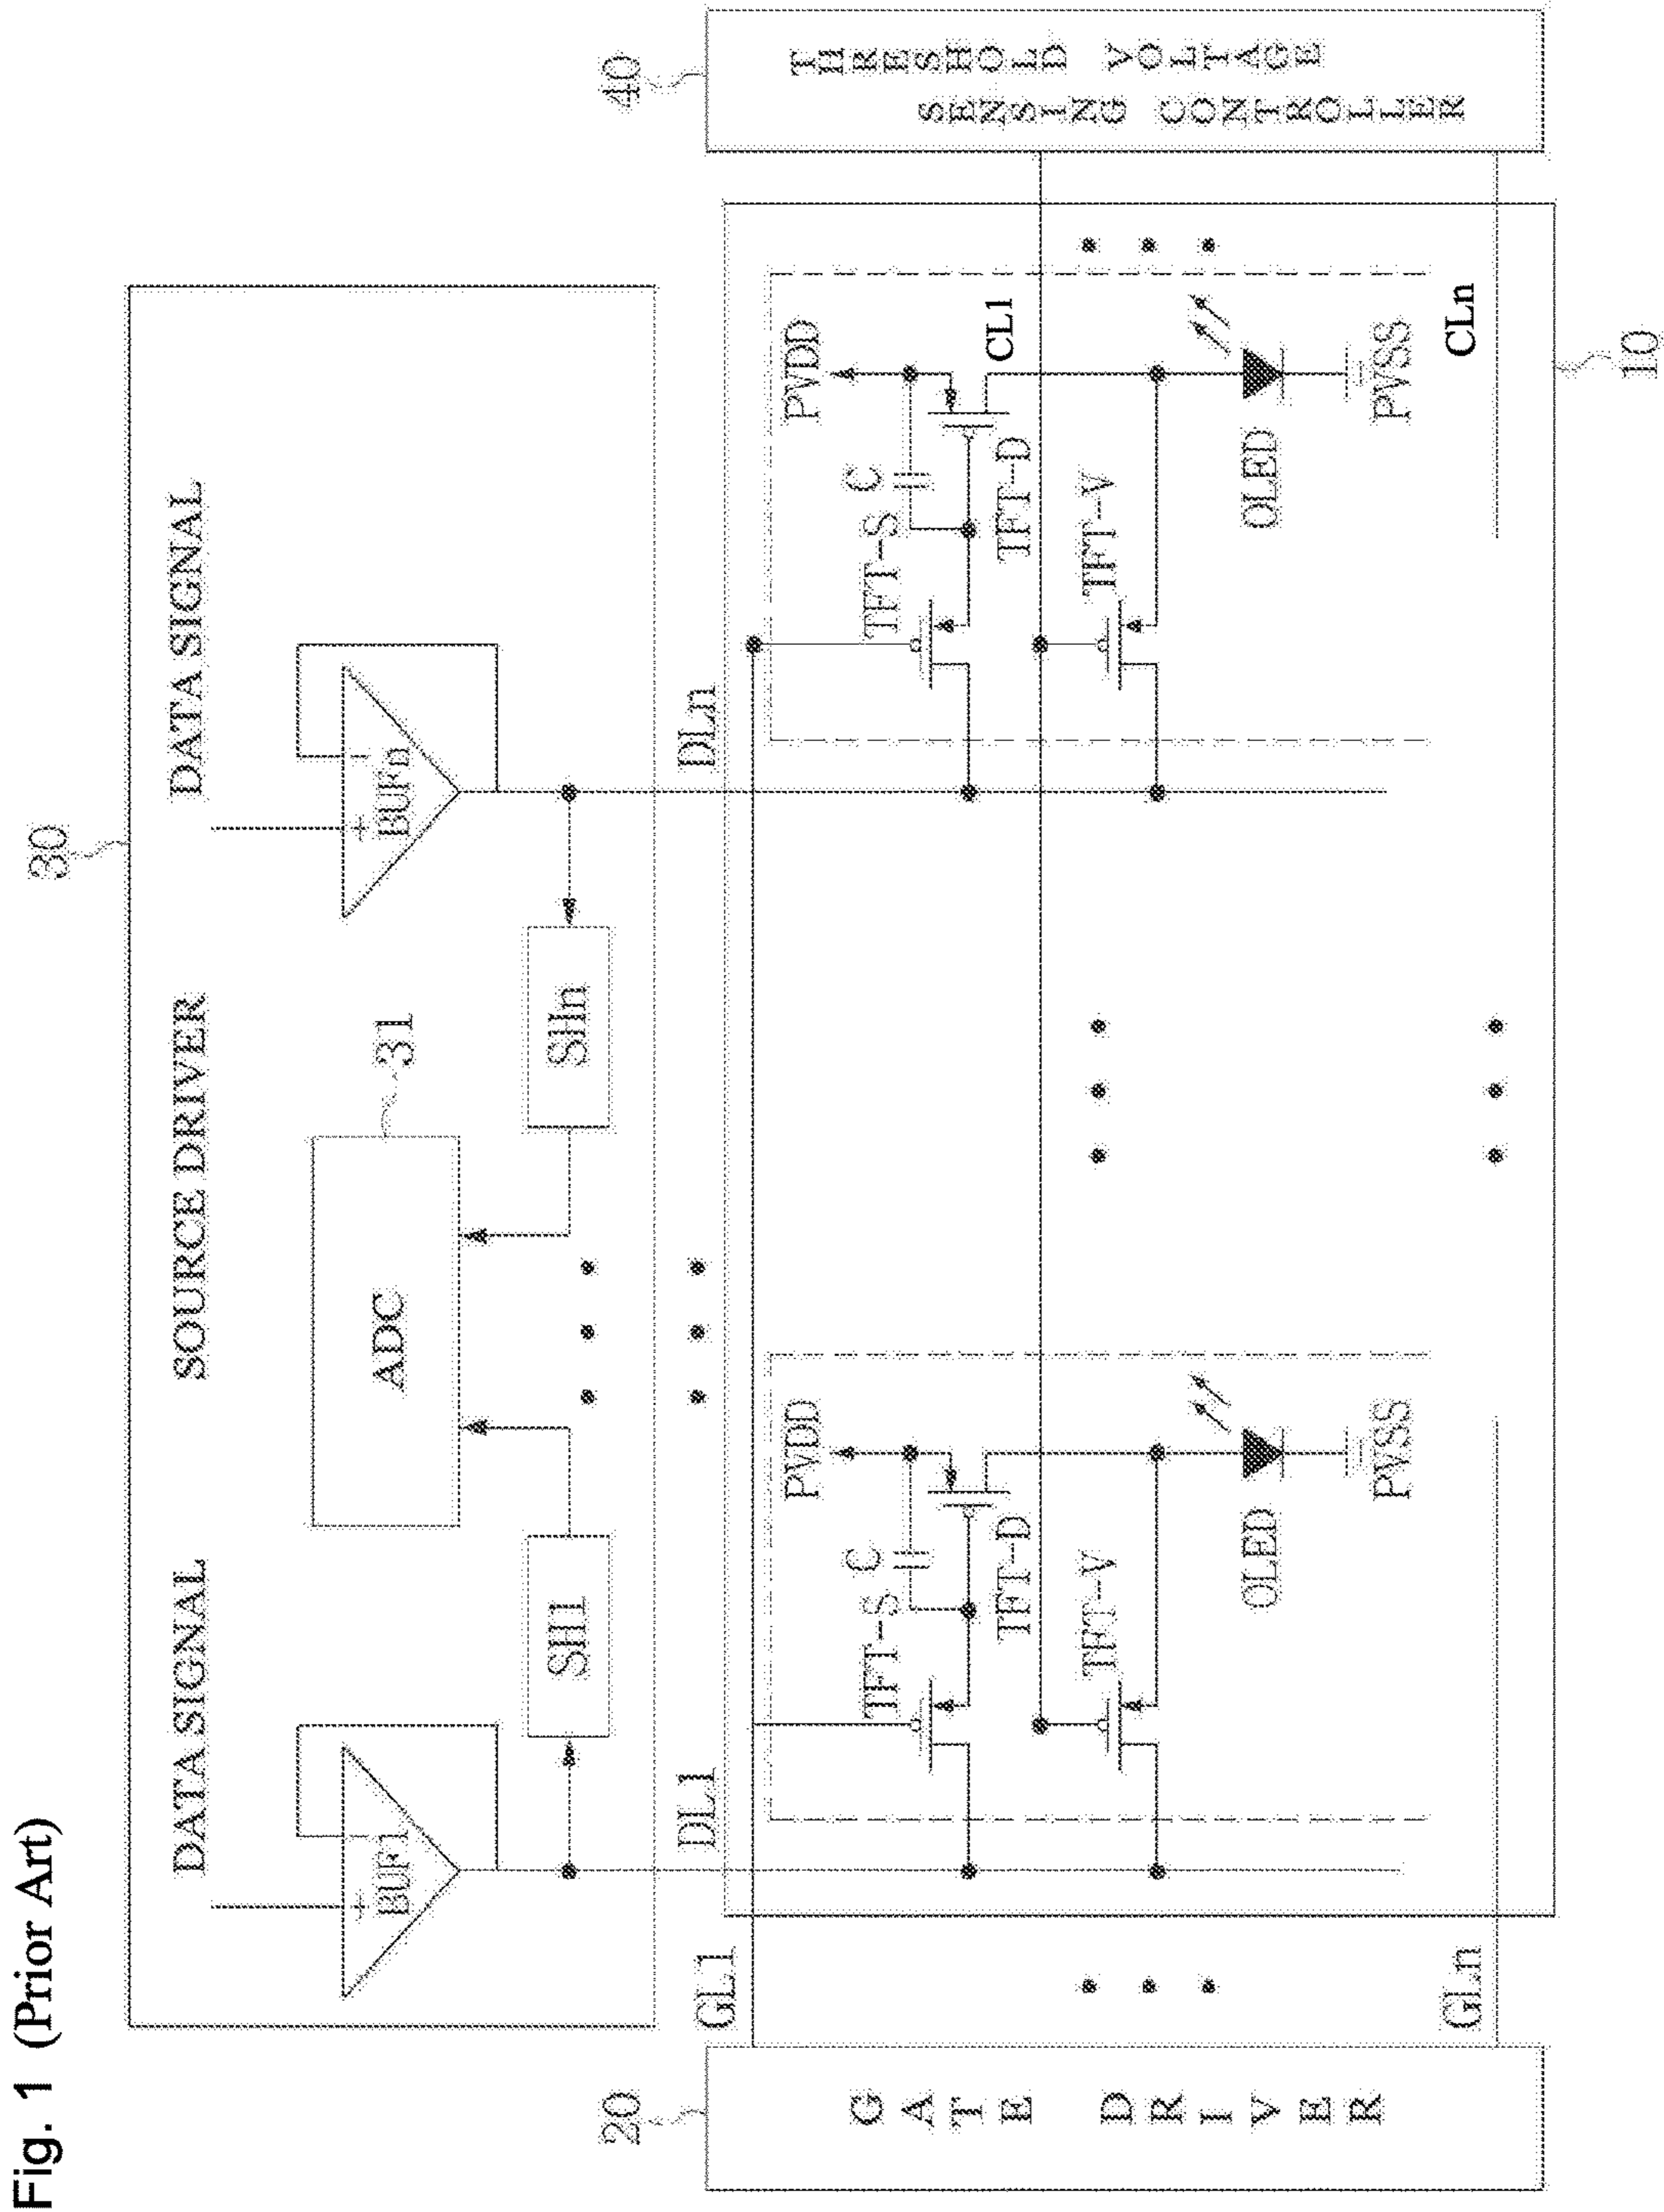 Fig. 1 (Prior Art)
30
DATA SIGNAL
SOURCE DRIVER
DATA SIGNAL
BUF1
ADC
31
BUFn
SH1
SHn
DL1
DLn
20
GATE DRIVER
GL1
GLn
PVDD
TFT-S
C
TFT-D
TFT-V
OLED
PVSS
PVDD
TFT-S
C
TFT-D
CL1
TFT-V
OLED
PVSS
CLn
10
40
THRESHOLD VOLTAGE
SENSING CONTROLLER